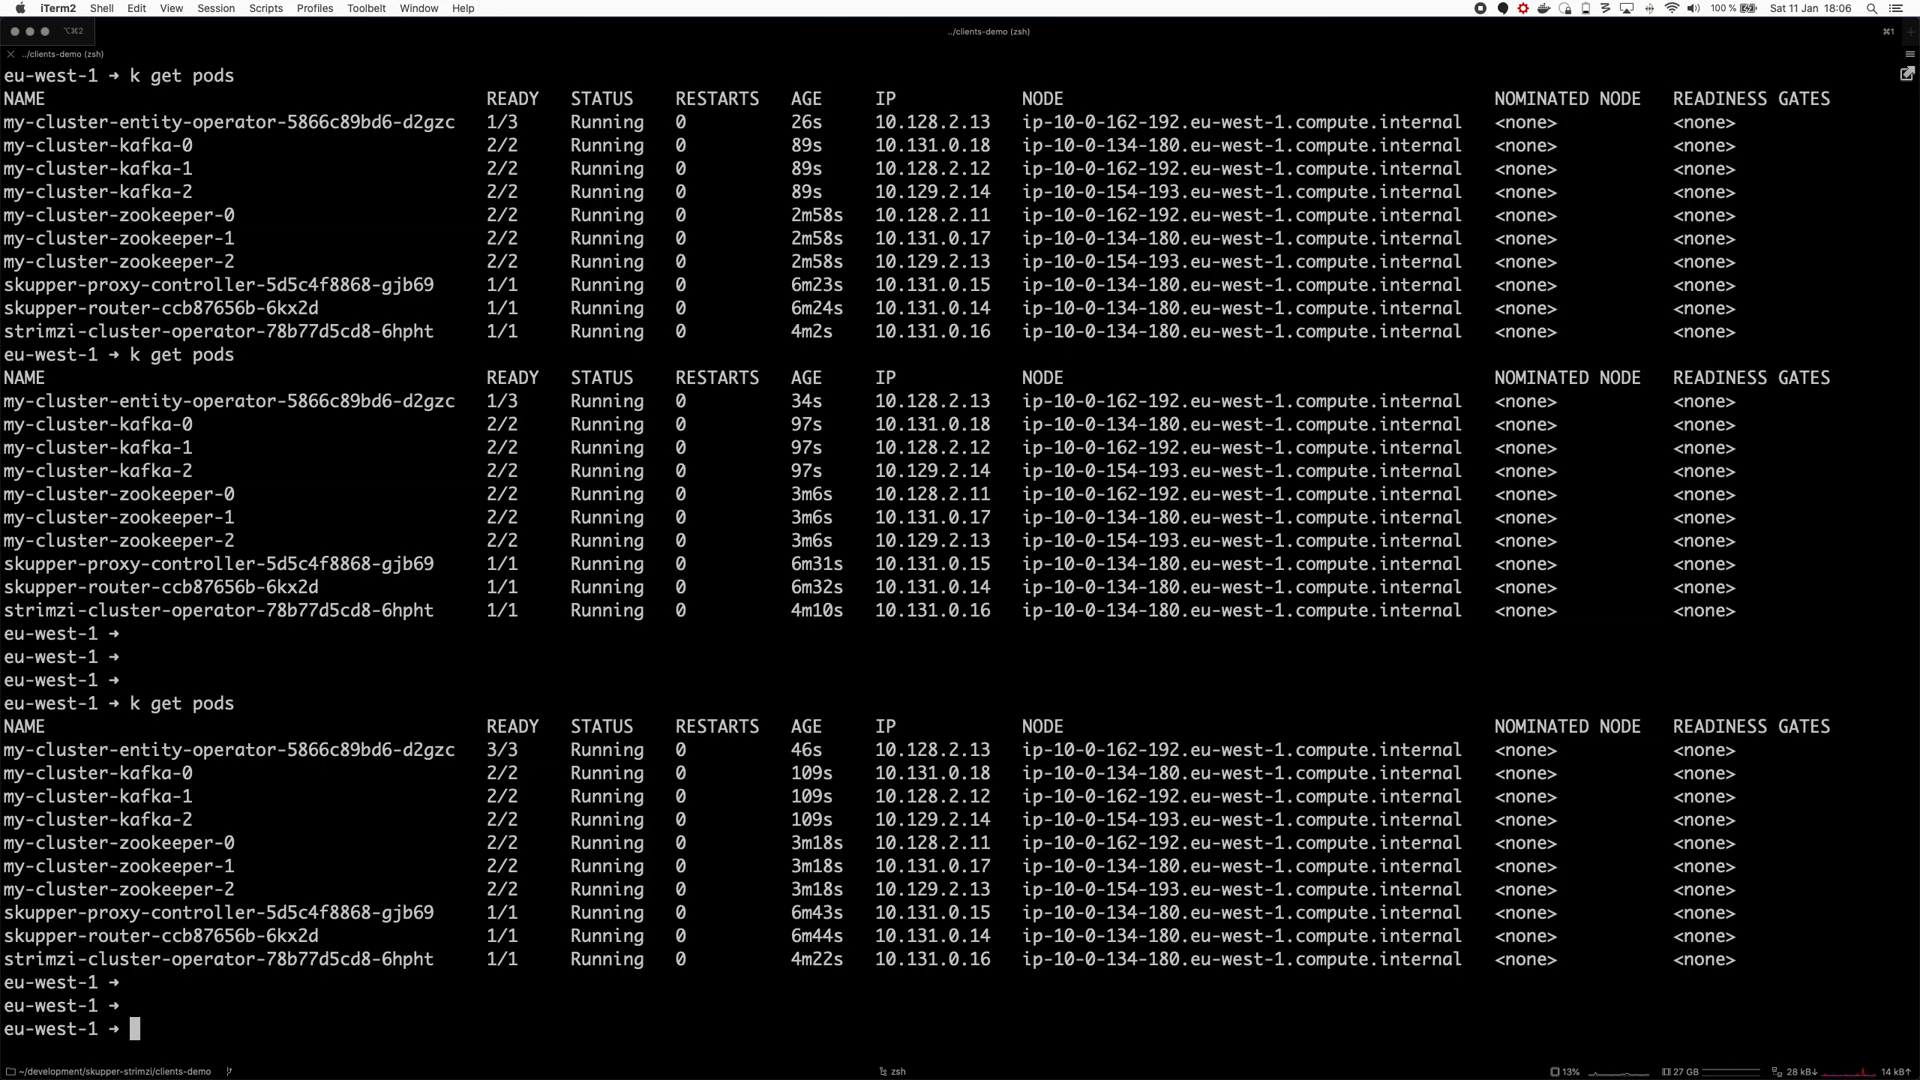 iTerm2 Shell Edit View Session Scripts Profiles Toolbelt Window Help 100 % Sat 11 Jan 18:06
⌥⌘2 ../clients-demo (zsh) ⌘1
../clients-demo (zsh)
eu-west-1 ➜ k get pods
NAME READY STATUS RESTARTS AGE IP NODE NOMINATED NODE READINESS GATES
my-cluster-entity-operator-5866c89bd6-d2gzc 1/3 Running 0 26s 10.128.2.13 ip-10-0-162-192.eu-west-1.compute.internal <none> <none>
my-cluster-kafka-0 2/2 Running 0 89s 10.131.0.18 ip-10-0-134-180.eu-west-1.compute.internal <none> <none>
my-cluster-kafka-1 2/2 Running 0 89s 10.128.2.12 ip-10-0-162-192.eu-west-1.compute.internal <none> <none>
my-cluster-kafka-2 2/2 Running 0 89s 10.129.2.14 ip-10-0-154-193.eu-west-1.compute.internal <none> <none>
my-cluster-zookeeper-0 2/2 Running 0 2m58s 10.128.2.11 ip-10-0-162-192.eu-west-1.compute.internal <none> <none>
my-cluster-zookeeper-1 2/2 Running 0 2m58s 10.131.0.17 ip-10-0-134-180.eu-west-1.compute.internal <none> <none>
my-cluster-zookeeper-2 2/2 Running 0 2m58s 10.129.2.13 ip-10-0-154-193.eu-west-1.compute.internal <none> <none>
skupper-proxy-controller-5d5c4f8868-gjb69 1/1 Running 0 6m23s 10.131.0.15 ip-10-0-134-180.eu-west-1.compute.internal <none> <none>
skupper-router-ccb87656b-6kx2d 1/1 Running 0 6m24s 10.131.0.14 ip-10-0-134-180.eu-west-1.compute.internal <none> <none>
strimzi-cluster-operator-78b77d5cd8-6hpht 1/1 Running 0 4m2s 10.131.0.16 ip-10-0-134-180.eu-west-1.compute.internal <none> <none>
eu-west-1 ➜ k get pods
NAME READY STATUS RESTARTS AGE IP NODE NOMINATED NODE READINESS GATES
my-cluster-entity-operator-5866c89bd6-d2gzc 1/3 Running 0 34s 10.128.2.13 ip-10-0-162-192.eu-west-1.compute.internal <none> <none>
my-cluster-kafka-0 2/2 Running 0 97s 10.131.0.18 ip-10-0-134-180.eu-west-1.compute.internal <none> <none>
my-cluster-kafka-1 2/2 Running 0 97s 10.128.2.12 ip-10-0-162-192.eu-west-1.compute.internal <none> <none>
my-cluster-kafka-2 2/2 Running 0 97s 10.129.2.14 ip-10-0-154-193.eu-west-1.compute.internal <none> <none>
my-cluster-zookeeper-0 2/2 Running 0 3m6s 10.128.2.11 ip-10-0-162-192.eu-west-1.compute.internal <none> <none>
my-cluster-zookeeper-1 2/2 Running 0 3m6s 10.131.0.17 ip-10-0-134-180.eu-west-1.compute.internal <none> <none>
my-cluster-zookeeper-2 2/2 Running 0 3m6s 10.129.2.13 ip-10-0-154-193.eu-west-1.compute.internal <none> <none>
skupper-proxy-controller-5d5c4f8868-gjb69 1/1 Running 0 6m31s 10.131.0.15 ip-10-0-134-180.eu-west-1.compute.internal <none> <none>
skupper-router-ccb87656b-6kx2d 1/1 Running 0 6m32s 10.131.0.14 ip-10-0-134-180.eu-west-1.compute.internal <none> <none>
strimzi-cluster-operator-78b77d5cd8-6hpht 1/1 Running 0 4m10s 10.131.0.16 ip-10-0-134-180.eu-west-1.compute.internal <none> <none>
eu-west-1 ➜
eu-west-1 ➜
eu-west-1 ➜
eu-west-1 ➜ k get pods
NAME READY STATUS RESTARTS AGE IP NODE NOMINATED NODE READINESS GATES
my-cluster-entity-operator-5866c89bd6-d2gzc 3/3 Running 0 46s 10.128.2.13 ip-10-0-162-192.eu-west-1.compute.internal <none> <none>
my-cluster-kafka-0 2/2 Running 0 109s 10.131.0.18 ip-10-0-134-180.eu-west-1.compute.internal <none> <none>
my-cluster-kafka-1 2/2 Running 0 109s 10.128.2.12 ip-10-0-162-192.eu-west-1.compute.internal <none> <none>
my-cluster-kafka-2 2/2 Running 0 109s 10.129.2.14 ip-10-0-154-193.eu-west-1.compute.internal <none> <none>
my-cluster-zookeeper-0 2/2 Running 0 3m18s 10.128.2.11 ip-10-0-162-192.eu-west-1.compute.internal <none> <none>
my-cluster-zookeeper-1 2/2 Running 0 3m18s 10.131.0.17 ip-10-0-134-180.eu-west-1.compute.internal <none> <none>
my-cluster-zookeeper-2 2/2 Running 0 3m18s 10.129.2.13 ip-10-0-154-193.eu-west-1.compute.internal <none> <none>
skupper-proxy-controller-5d5c4f8868-gjb69 1/1 Running 0 6m43s 10.131.0.15 ip-10-0-134-180.eu-west-1.compute.internal <none> <none>
skupper-router-ccb87656b-6kx2d 1/1 Running 0 6m44s 10.131.0.14 ip-10-0-134-180.eu-west-1.compute.internal <none> <none>
strimzi-cluster-operator-78b77d5cd8-6hpht 1/1 Running 0 4m22s 10.131.0.16 ip-10-0-134-180.eu-west-1.compute.internal <none> <none>
eu-west-1 ➜
eu-west-1 ➜
eu-west-1 ➜
~/development/skupper-strimzi/clients-demo zsh 13% 27 GB 28 kB↓ 14 kB↑